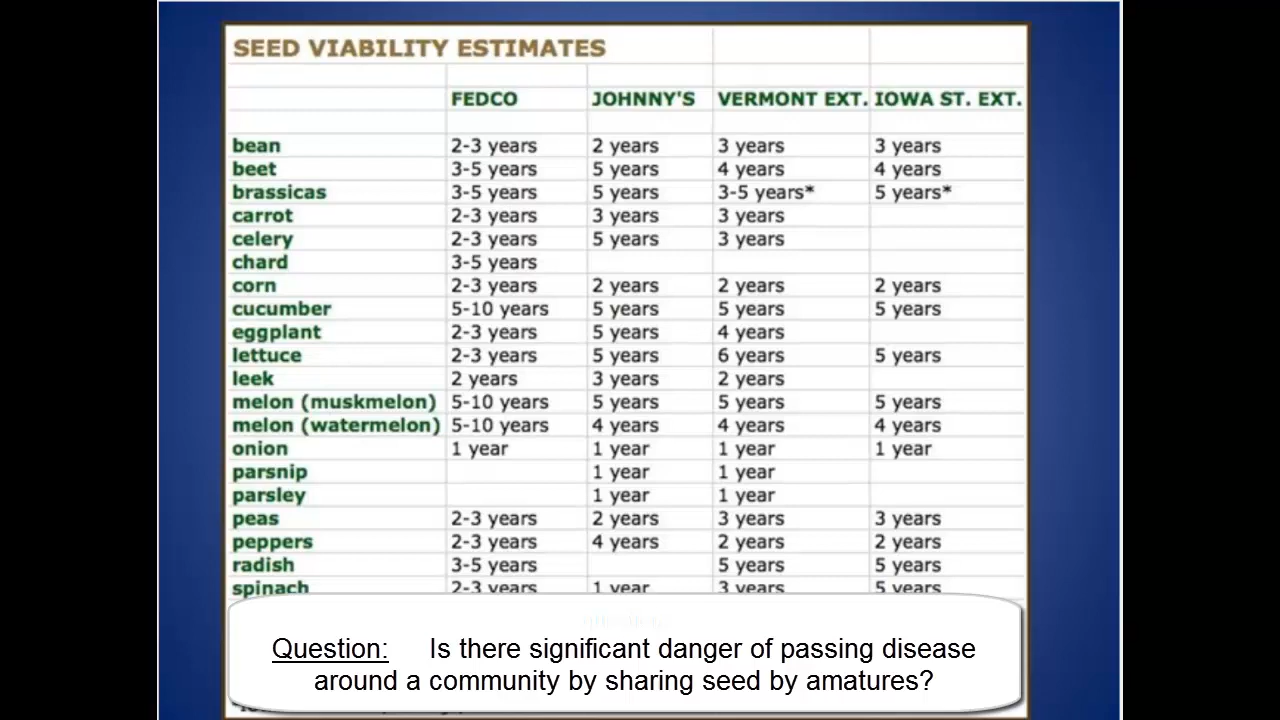 SEED VIABILITY ESTIMATES
FEDCO JOHNNY'S VERMONT EXT. IOWA ST. EXT.
bean 2-3 years 2 years 3 years 3 years
beet 3-5 years 5 years 4 years 4 years
brassicas 3-5 years 5 years 3-5 years* 5 years*
carrot 2-3 years 3 years 3 years
celery 2-3 years 5 years 3 years
chard 3-5 years
corn 2-3 years 2 years 2 years 2 years
cucumber 5-10 years 5 years 5 years 5 years
eggplant 2-3 years 5 years 4 years
lettuce 2-3 years 5 years 6 years 5 years
leek 2 years 3 years 2 years
melon (muskmelon) 5-10 years 5 years 5 years 5 years
melon (watermelon) 5-10 years 4 years 4 years 4 years
onion 1 year 1 year 1 year 1 year
parsnip 1 year 1 year
parsley 1 year 1 year
peas 2-3 years 2 years 3 years 3 years
peppers 2-3 years 4 years 2 years 2 years
radish 3-5 years 5 years 5 years
spinach 2-3 years 1 year 3 years 5 years
Question: Is there significant danger of passing disease
around a community by sharing seed by amatures?